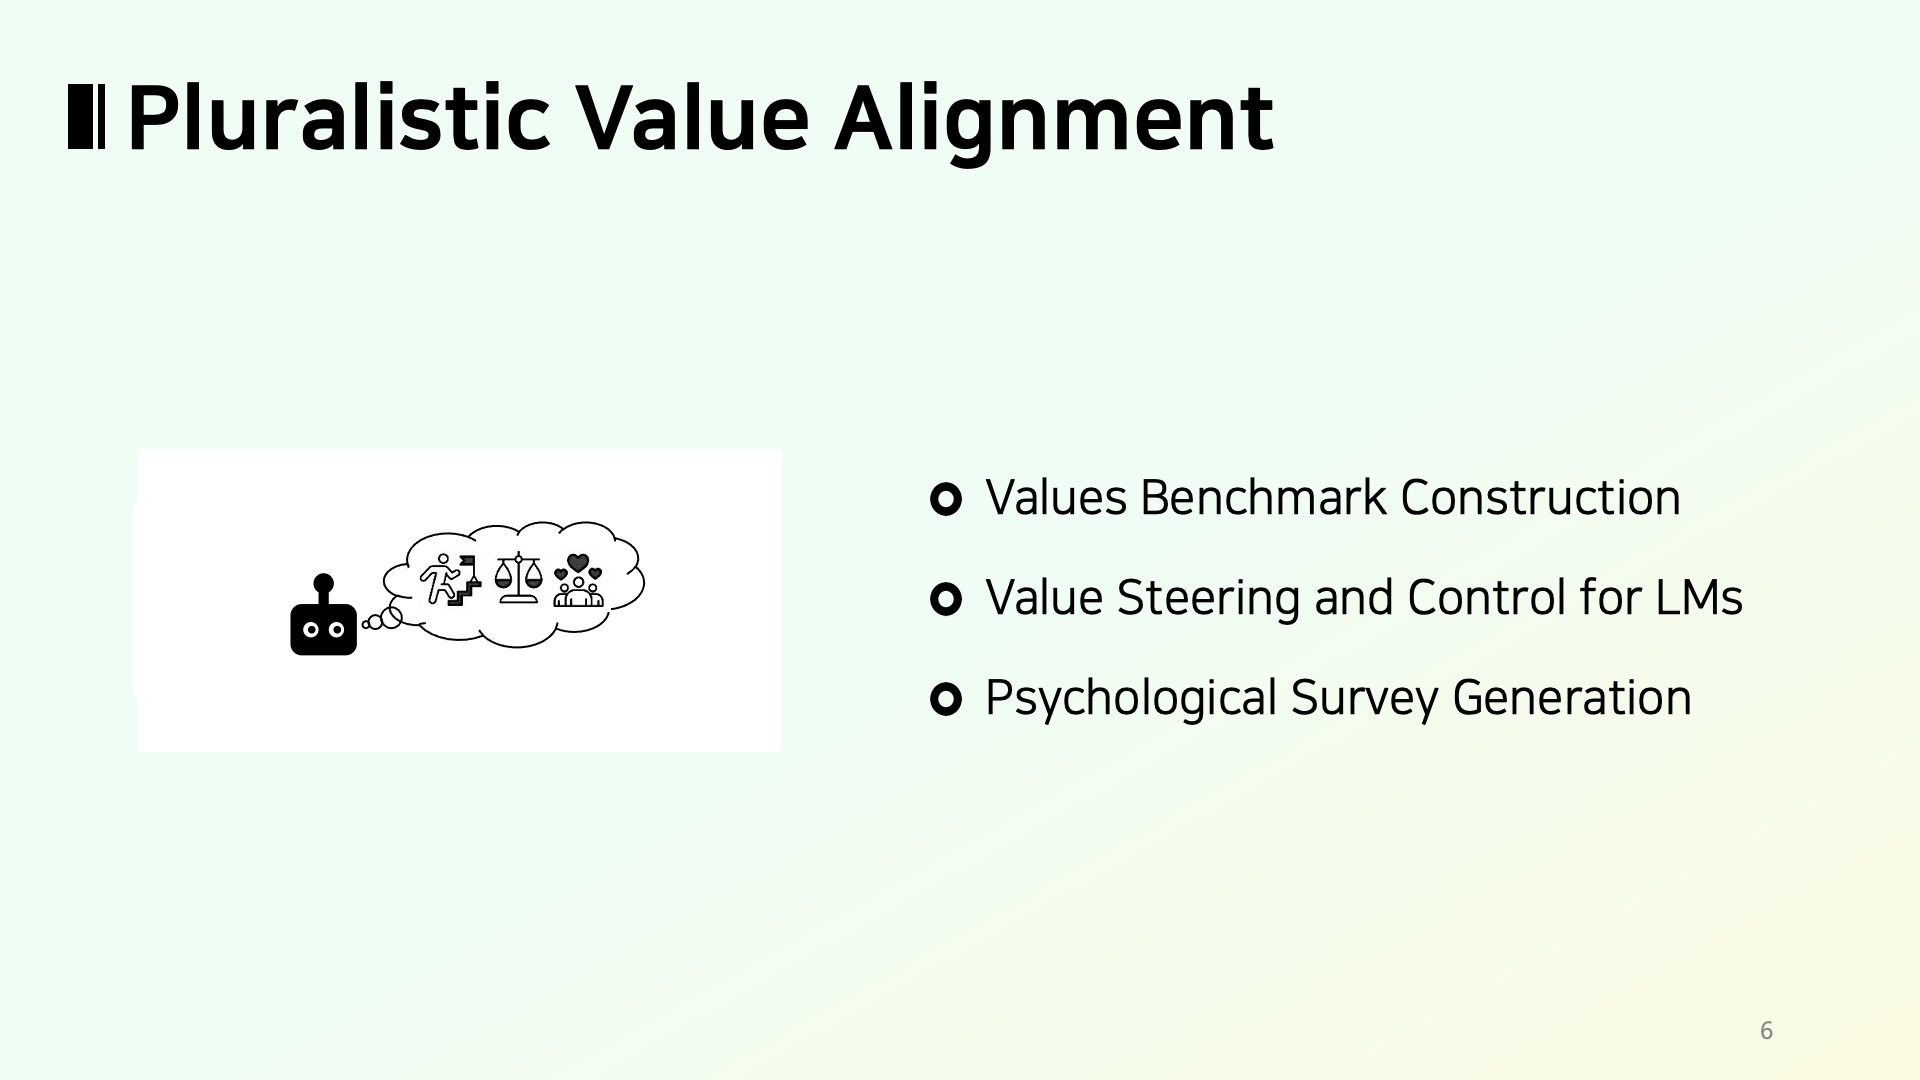 Pluralistic Value Alignment
Values Benchmark Construction
Value Steering and Control for LMs
Psychological Survey Generation
6